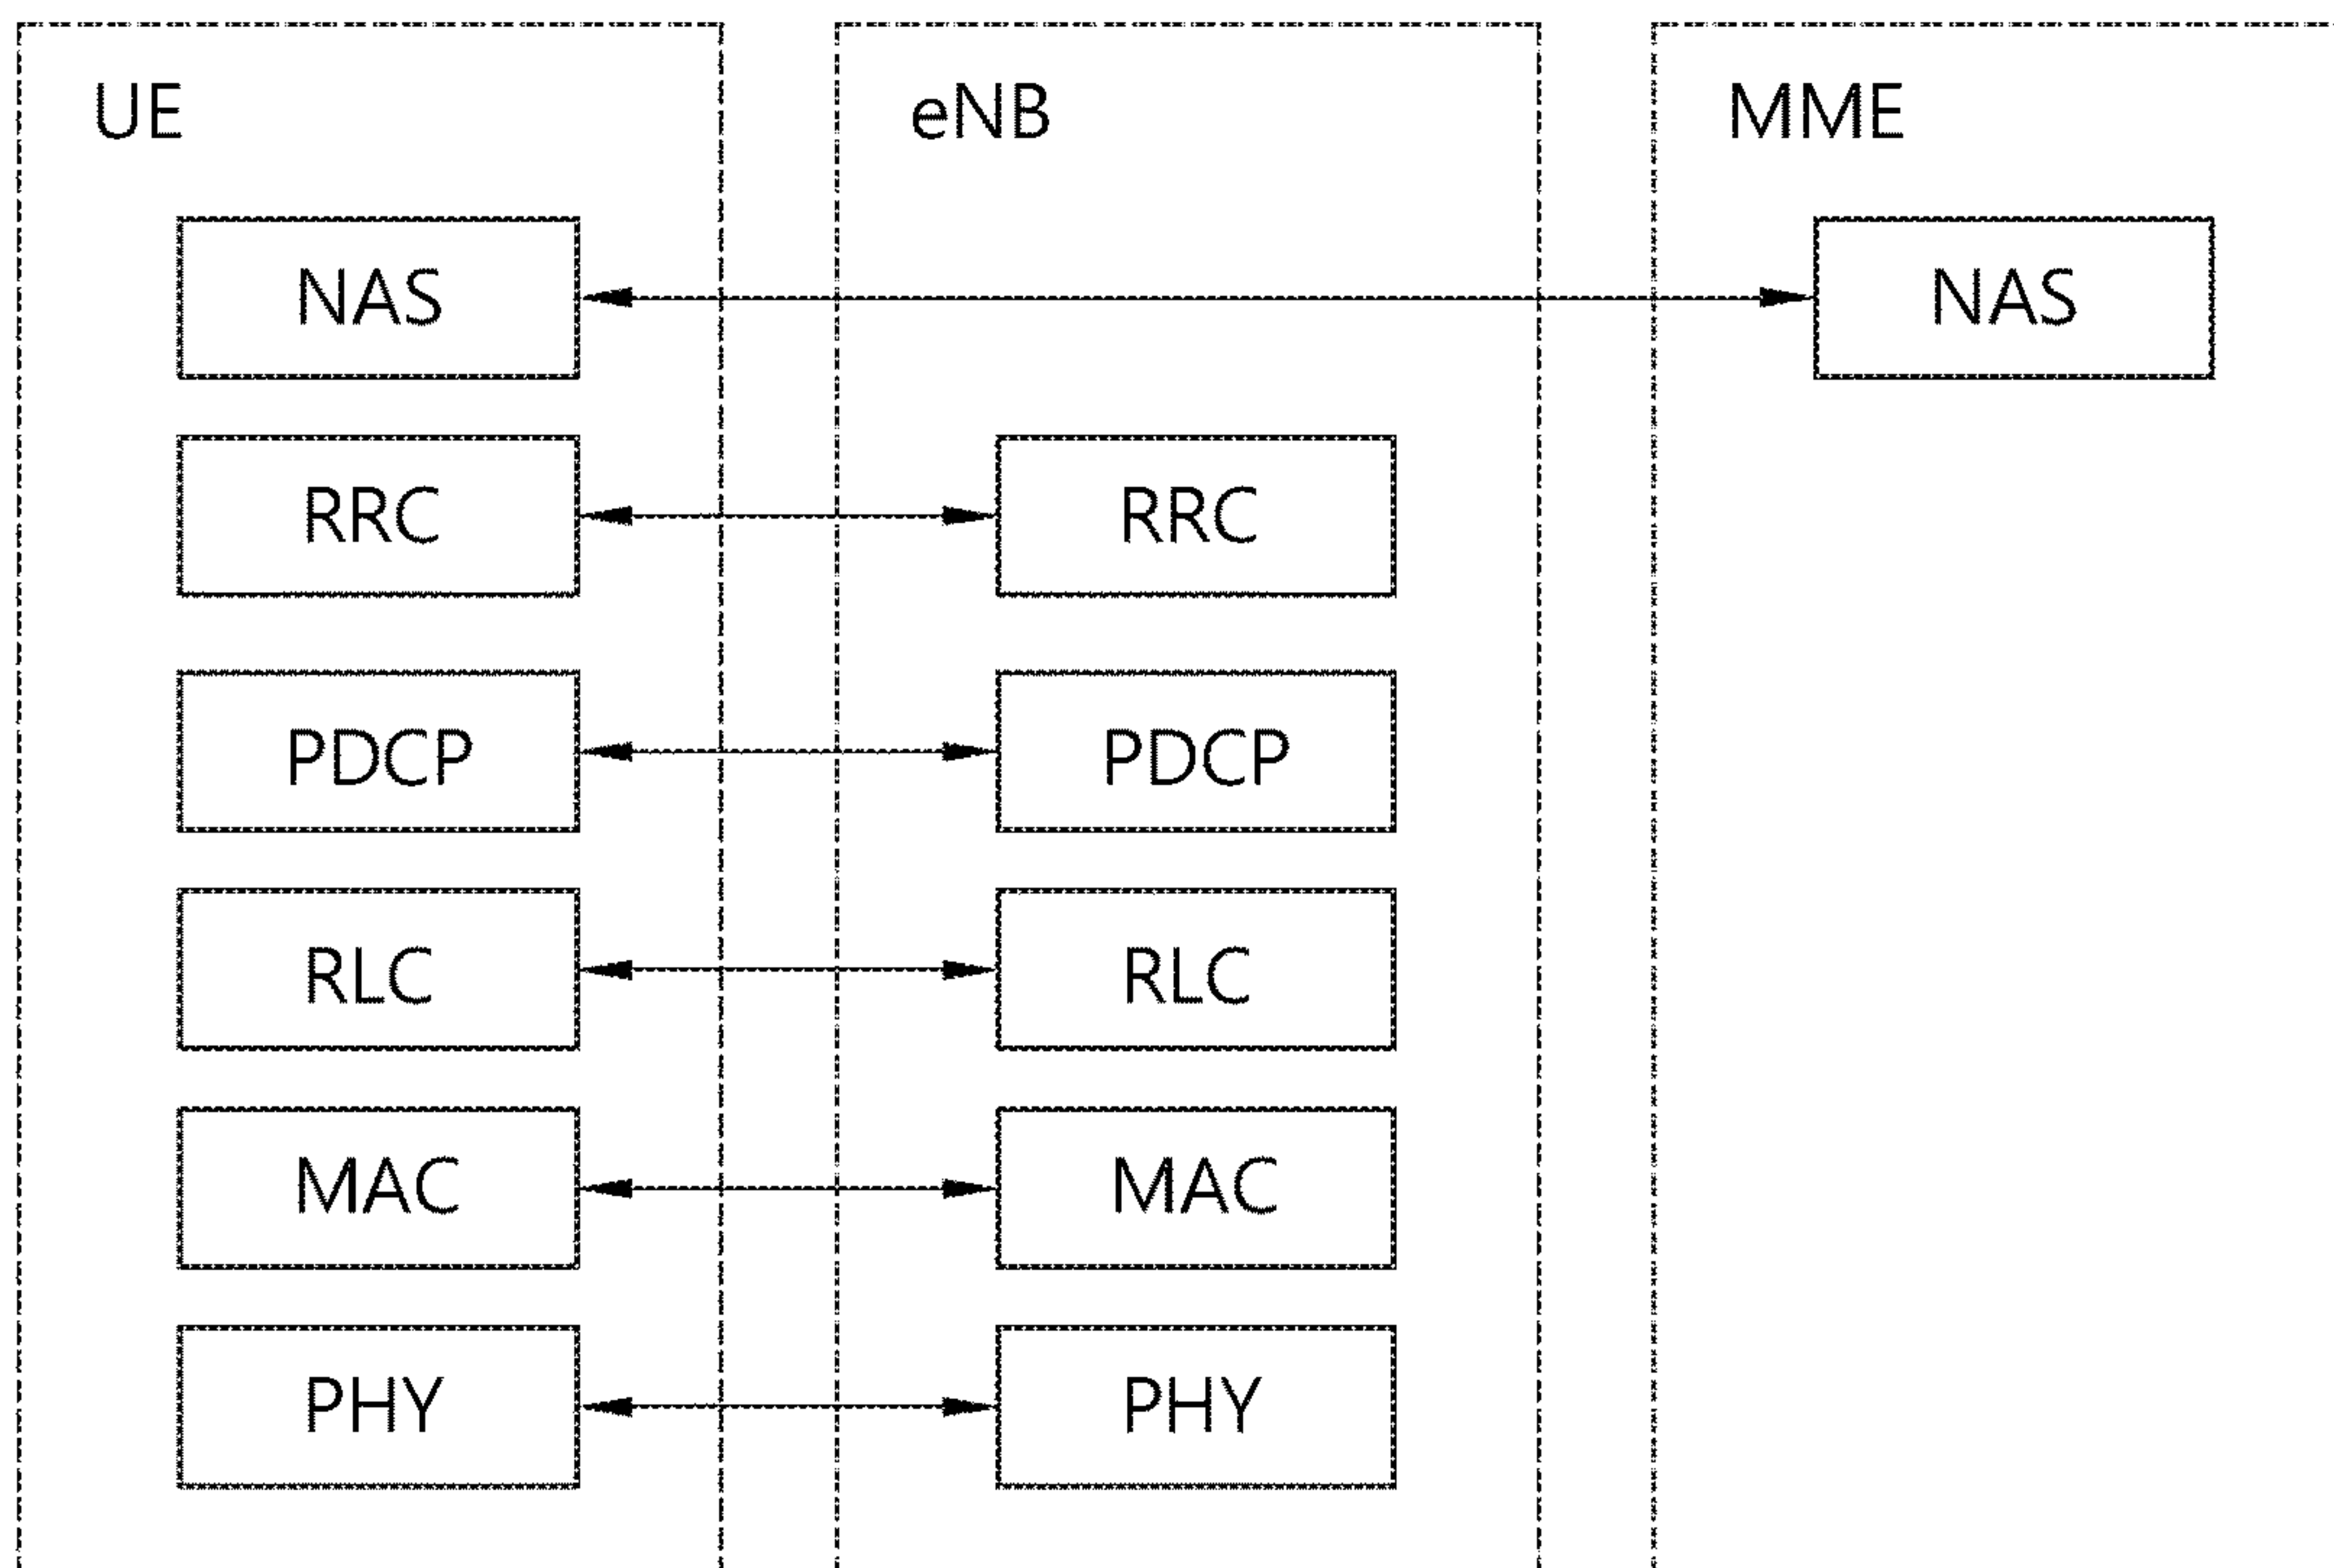 UE eNB MME
NAS NAS
RRC RRC
PDCP PDCP
RLC RLC
MAC MAC
PHY PHY